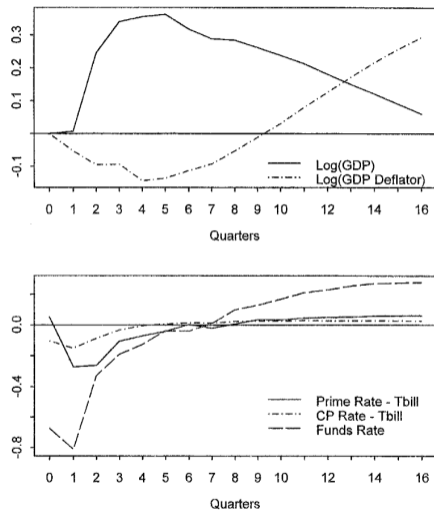 0.3
0.1
-0.1
Log(GDP)
Log(GDP Deflator)
0 1 2 3 4 5 6 7 8 9 10 12 14 16
Quarters
0.0
-0.4
-0.8
Prime Rate - Tbill
CP Rate - Tbill
Funds Rate
0 1 2 3 4 5 6 7 8 9 10 12 14 16
Quarters